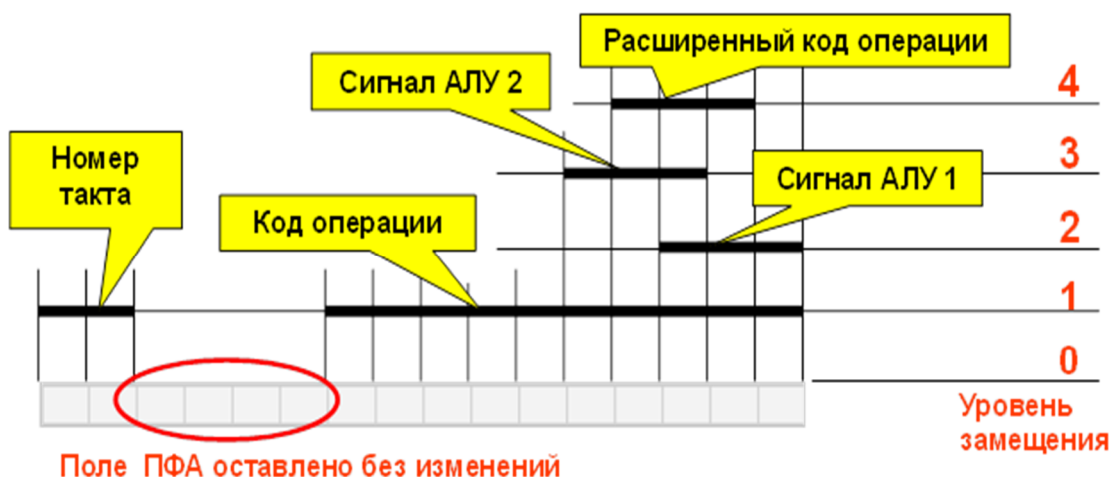 Расширенный код операции
4
Сигнал АЛУ 2
3
Номер
такта
Сигнал АЛУ 1
Код операции
2
1
0
Уровень
замещения
Поле ПФА оставлено без изменений